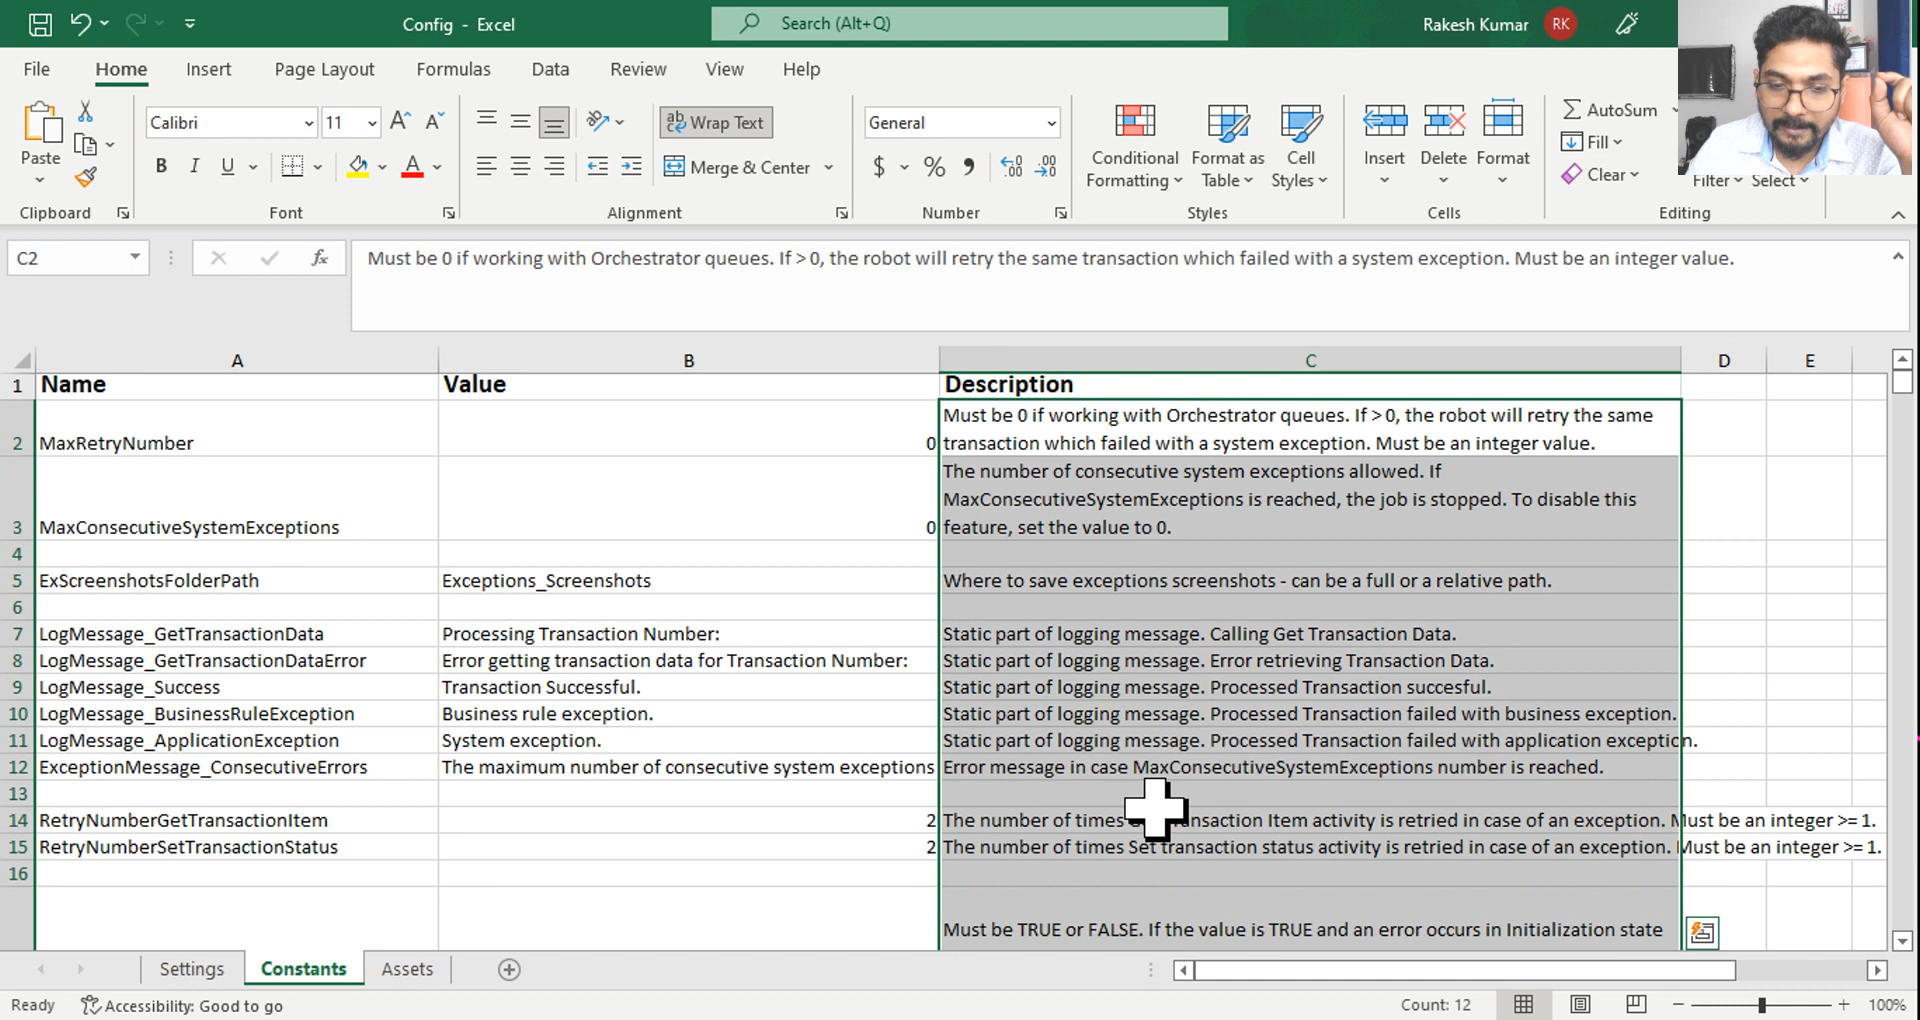 Config - Excel
Search (Alt+Q)
Rakesh Kumar
RK
File
Home
Insert
Page Layout
Formulas
Data
Review
View
Help
Paste
Clipboard
Calibri
11
B
I
U
Font
Wrap Text
Merge & Center
Alignment
General
$
%
Number
Conditional
Formatting
Format as
Table
Cell
Styles
Styles
Insert
Delete
Format
Cells
AutoSum
Fill
Clear
Filter
Select
Editing
C2
fx
Must be 0 if working with Orchestrator queues. If > 0, the robot will retry the same transaction which failed with a system exception. Must be an integer value.
A
B
C
D
E
1
Name
Value
Description
2
MaxRetryNumber
0
Must be 0 if working with Orchestrator queues. If > 0, the robot will retry the same
transaction which failed with a system exception. Must be an integer value.
3
MaxConsecutiveSystemExceptions
0
The number of consecutive system exceptions allowed. If
MaxConsecutiveSystemExceptions is reached, the job is stopped. To disable this
feature, set the value to 0.
4
5
ExScreenshotsFolderPath
Exceptions_Screenshots
Where to save exceptions screenshots - can be a full or a relative path.
6
7
LogMessage_GetTransactionData
Processing Transaction Number:
Static part of logging message. Calling Get Transaction Data.
8
LogMessage_GetTransactionDataError
Error getting transaction data for Transaction Number:
Static part of logging message. Error retrieving Transaction Data.
9
LogMessage_Success
Transaction Successful.
Static part of logging message. Processed Transaction succesful.
10
LogMessage_BusinessRuleException
Business rule exception.
Static part of logging message. Processed Transaction failed with business exception.
11
LogMessage_ApplicationException
System exception.
Static part of logging message. Processed Transaction failed with application exception.
12
ExceptionMessage_ConsecutiveErrors
The maximum number of consecutive system exceptions
Error message in case MaxConsecutiveSystemExceptions number is reached.
13
14
RetryNumberGetTransactionItem
2
The number of times Item activity is retried in case of an exception. Must be an integer >= 1.
15
RetryNumberSetTransactionStatus
2
The number of times Set transaction status activity is retried in case of an exception. Must be an integer >= 1.
16
Must be TRUE or FALSE. If the value is TRUE and an error occurs in Initialization state
Settings
Constants
Assets
Ready
Accessibility: Good to go
Count: 12
100%